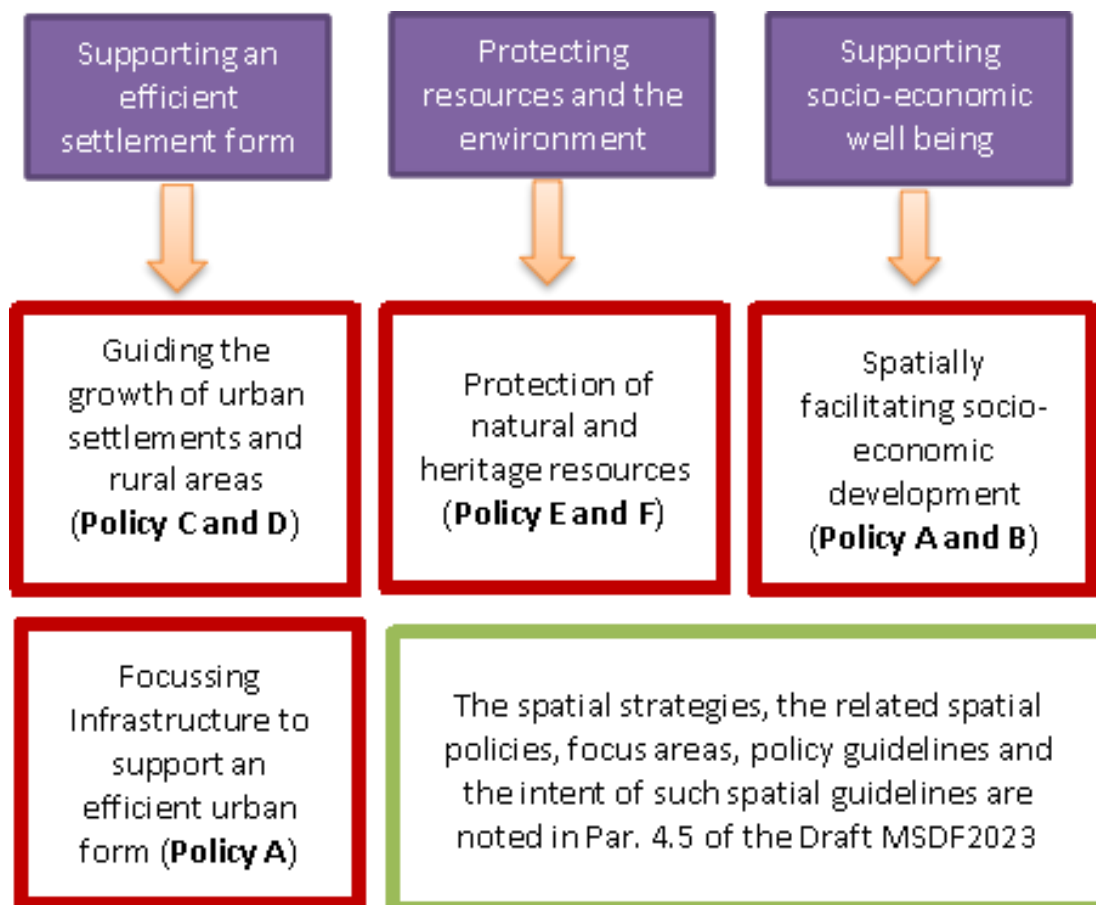 Supporting an
efficient
settlement form
Protecting
resources and the
environment
Supporting
socio-economic
well being
Guiding the
growth of urban
settlements and
rural areas
(Policy C and D)
Protection of
natural and
heritage resources
(Policy E and F)
Spatially
facilitating socio-
economic
development
(Policy A and B)
Focussing
Infrastructure to
support an
efficient urban
form (Policy A)
The spatial strategies, the related spatial
policies, focus areas, policy guidelines and
the intent of such spatial guidelines are
noted in Par. 4.5 of the Draft MSDF2023